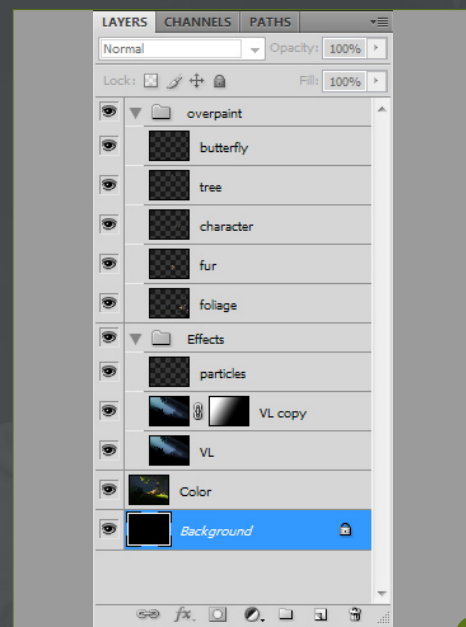 LAYERS CHANNELS PATHS
Normal Opacity: 100%
Lock: Fill: 100%
overpaint
butterfly
tree
character
fur
foliage
Effects
particles
VL copy
VL
Color
Background
fx.